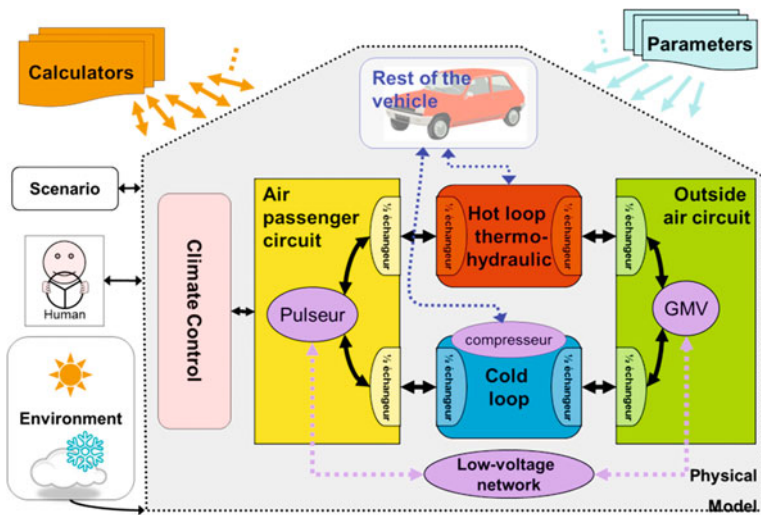 Calculators
Parameters
Rest of the
vehicle
Scenario
Human
Environment
Climate Control
Air
passenger
circuit
Pulseur
½ échangeur
½ échangeur
½ échangeur
Hot loop
thermo-
hydraulic
½ échangeur
½ échangeur
½ échangeur
compresseur
Cold
loop
½ échangeur
½ échangeur
Outside
air circuit
GMV
Low-voltage
network
Physical
Model